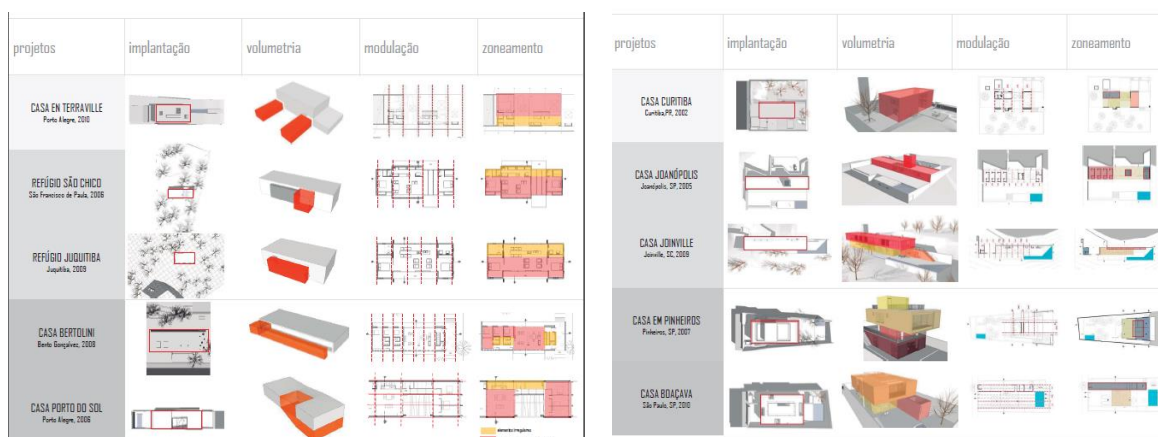 projetos implantação volumetria modulação zoneamento
CASA EN TERRAVILLE
Porto Alegre, 2010
REFÚGIO SÃO CHICO
São Francisco de Paula, 2006
REFÚGIO JUQUITIBA
Juquitiba, 2009
CASA BERTOLINI
Bento Gonçalves, 2008
CASA PORTO DO SOL
Porto Alegre, 2006
elementos irregulares
projetos implantação volumetria modulação zoneamento
CASA CURITIBA
Curitiba,PR, 2002
CASA JOANÓPOLIS
Joanópolis, SP, 2005
CASA JOINVILLE
Joinville, SC, 2009
CASA EM PINHEIROS
Pinheiros, SP, 2007
CASA BOAÇAVA
São Paulo, SP, 2010